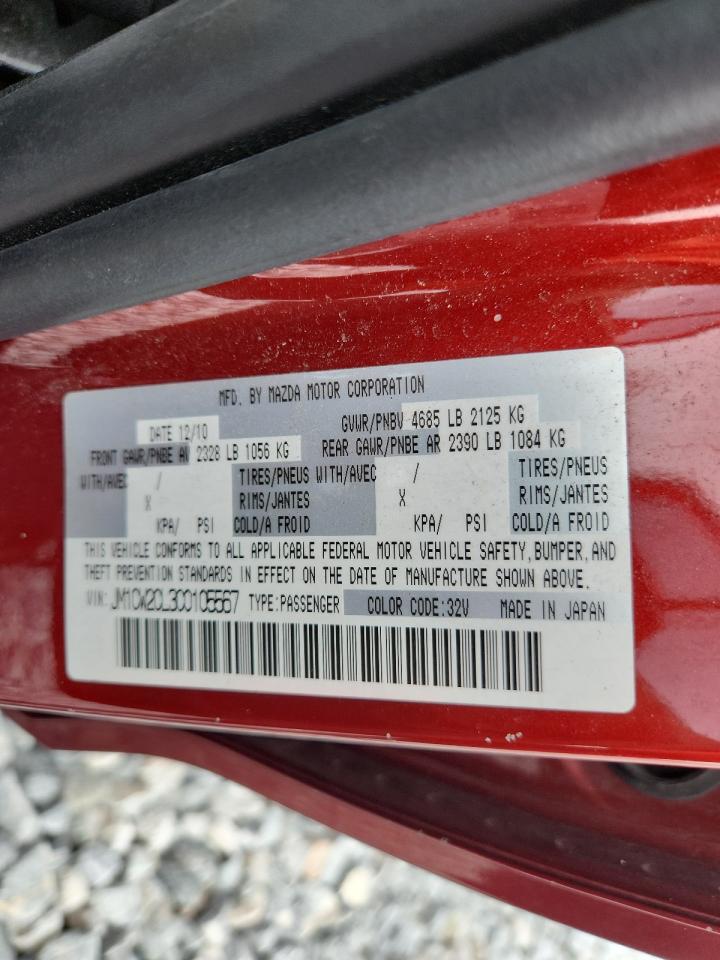 MFD. BY MAZDA MOTOR CORPORATION
DATE 12/10 GVWR/PNBV 4685 LB 2125 KG
FRONT GAWR/PNBE AV 2328 LB 1056 KG REAR GAWR/PNBE AR 2390 LB 1084 KG
WITH/AVEC / TIRES/PNEUS WITH/AVEC / TIRES/PNEUS
X RIMS/JANTES X RIMS/JANTES
KPA/ PSI COLD/A FROID KPA/ PSI COLD/A FROID
THIS VEHICLE CONFORMS TO ALL APPLICABLE FEDERAL MOTOR VEHICLE SAFETY,BUMPER,AND
THEFT PREVENTION STANDARDS IN EFFECT ON THE DATE OF MANUFACTURE SHOWN ABOVE.
VIN: JM1CW2CL3C0105567 TYPE:PASSENGER COLOR CODE:32V MADE IN JAPAN